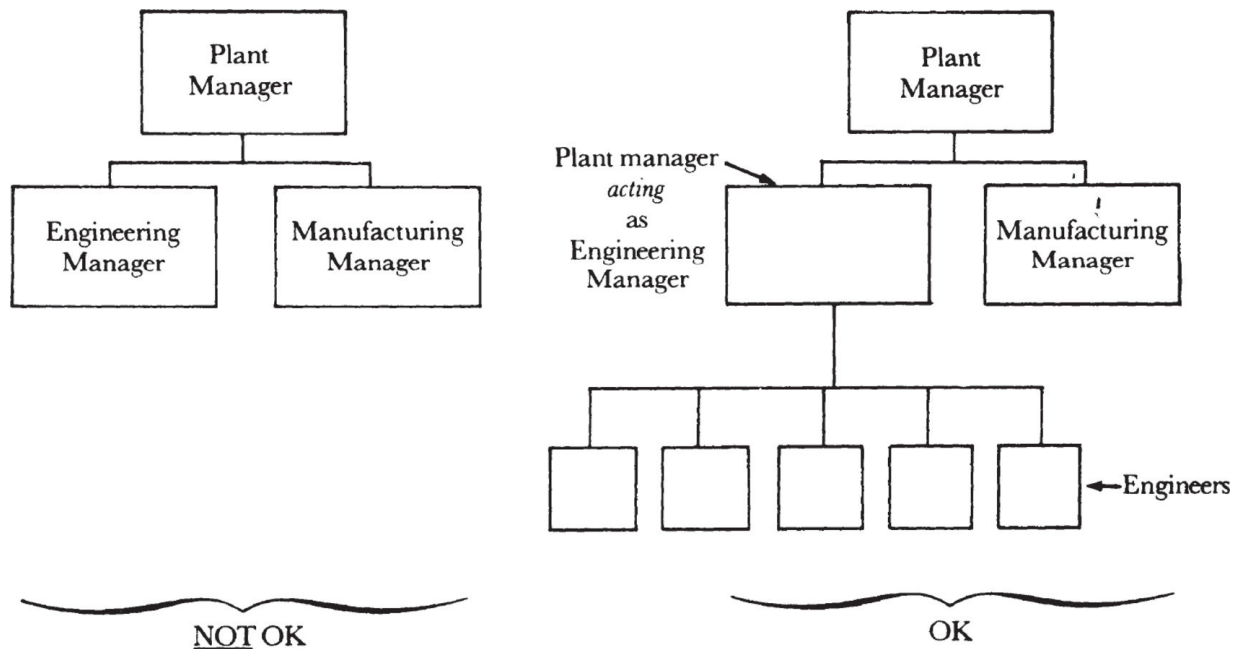 Plant
Manager
Engineering
Manager
Manufacturing
Manager
NOT OK
Plant
Manager
Plant manager
acting
as
Engineering
Manager
Manufacturing
Manager
Engineers
OK